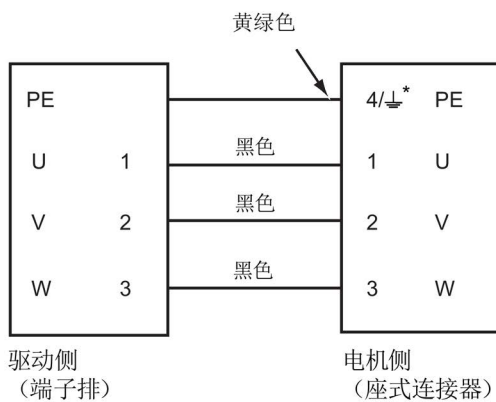 黄绿色
PE 4/⏚* PE
黑色
U 1 1 U
黑色
V 2 2 V
黑色
W 3 3 W
驱动侧 电机侧
（端子排） （座式连接器）